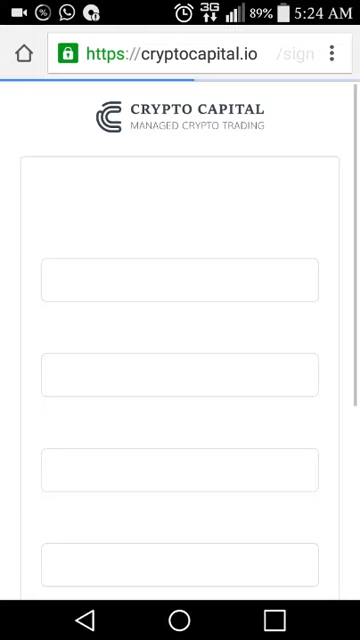 3G 89% 5:24 AM
https://cryptocapital.io /sign
CRYPTO CAPITAL
MANAGED CRYPTO TRADING